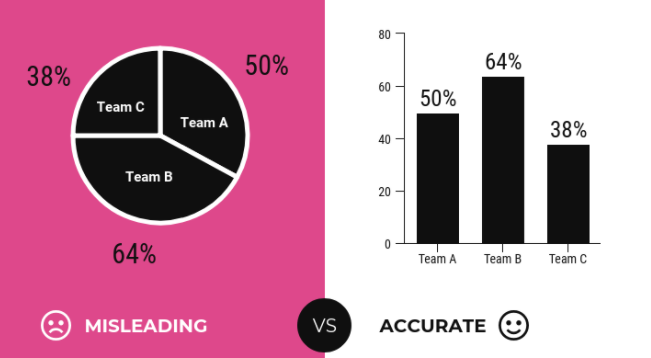 38%
50%
Team C
Team A
Team B
64%
MISLEADING
VS
80
60
40
20
0
50%
64%
38%
Team A Team B Team C
ACCURATE